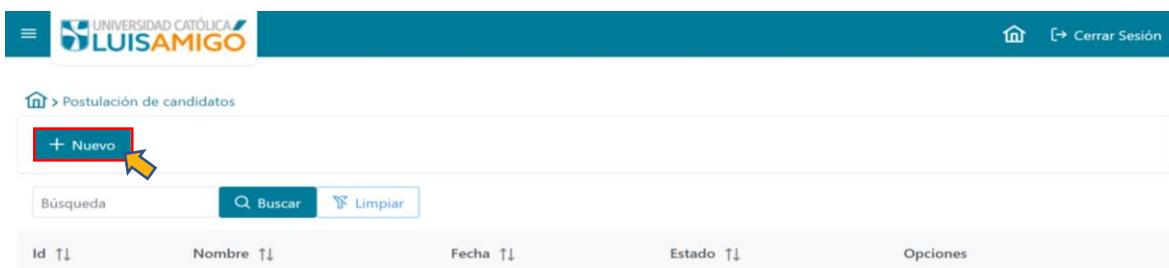 UNIVERSIDAD CATÓLICA
LUISAMIGÓ
Cerrar Sesión
> Postulación de candidatos
+ Nuevo
Búsqueda Buscar Limpiar
Id ↑↓ Nombre ↑↓ Fecha ↑↓ Estado ↑↓ Opciones